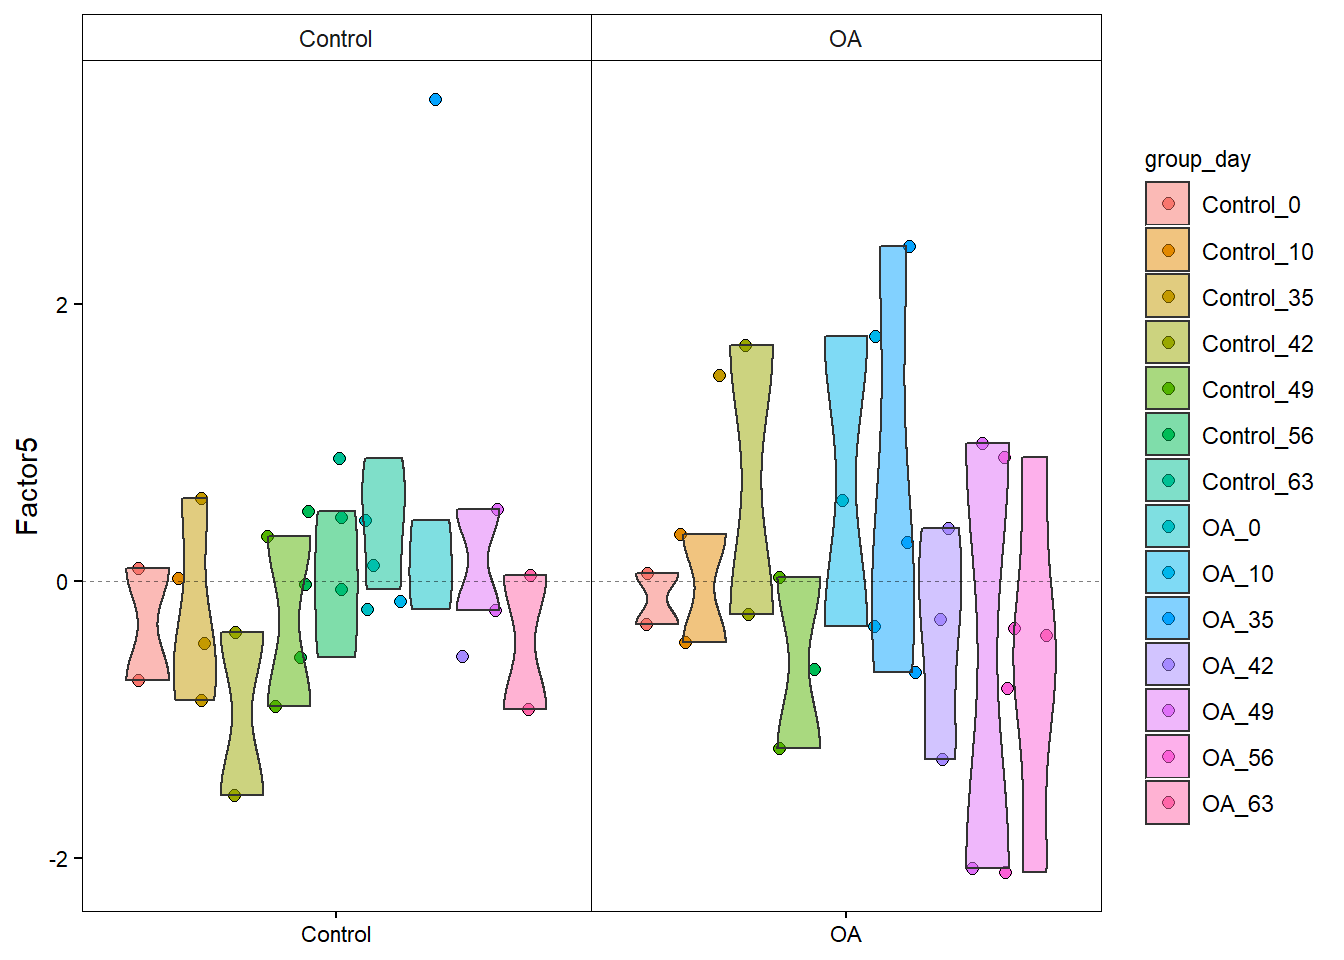 Control
OA
Factor5
2
0
-2
Control
OA
group_day
Control_0
Control_10
Control_35
Control_42
Control_49
Control_56
Control_63
OA_0
OA_10
OA_35
OA_42
OA_49
OA_56
OA_63